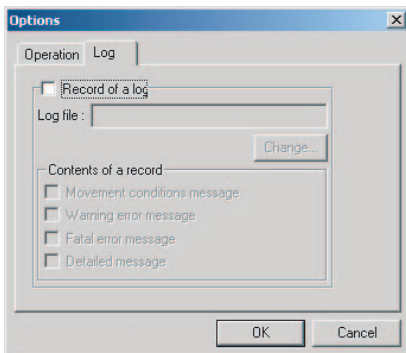 Options
Operation Log
Record of a log
Log file :
Change...
Contents of a record
Movement conditions message
Warning error message
Fatal error message
Detailed message
OK Cancel